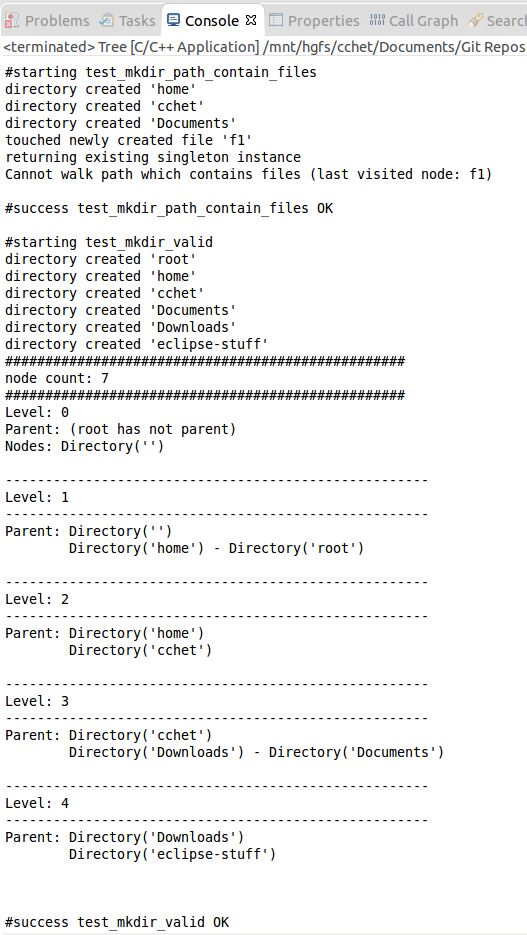 Problems Tasks Console Properties Call Graph Searc
<terminated> Tree [C/C++ Application] /mnt/hgfs/cchet/Documents/Git Repos
#starting test_mkdir_path_contain_files
directory created 'home'
directory created 'cchet'
directory created 'Documents'
touched newly created file 'f1'
returning existing singleton instance
Cannot walk path which contains files (last visited node: f1)
#success test_mkdir_path_contain_files OK
#starting test_mkdir_valid
directory created 'root'
directory created 'home'
directory created 'cchet'
directory created 'Documents'
directory created 'Downloads'
directory created 'eclipse-stuff'
##################################################
node count: 7
##################################################
Level: 0
Parent: (root has not parent)
Nodes: Directory('')
-----------------------------------------------------
Level: 1
-----------------------------------------------------
Parent: Directory('')
Directory('home') - Directory('root')
-----------------------------------------------------
Level: 2
-----------------------------------------------------
Parent: Directory('home')
Directory('cchet')
-----------------------------------------------------
Level: 3
-----------------------------------------------------
Parent: Directory('cchet')
Directory('Downloads') - Directory('Documents')
-----------------------------------------------------
Level: 4
-----------------------------------------------------
Parent: Directory('Downloads')
Directory('eclipse-stuff')
#success test_mkdir_valid OK